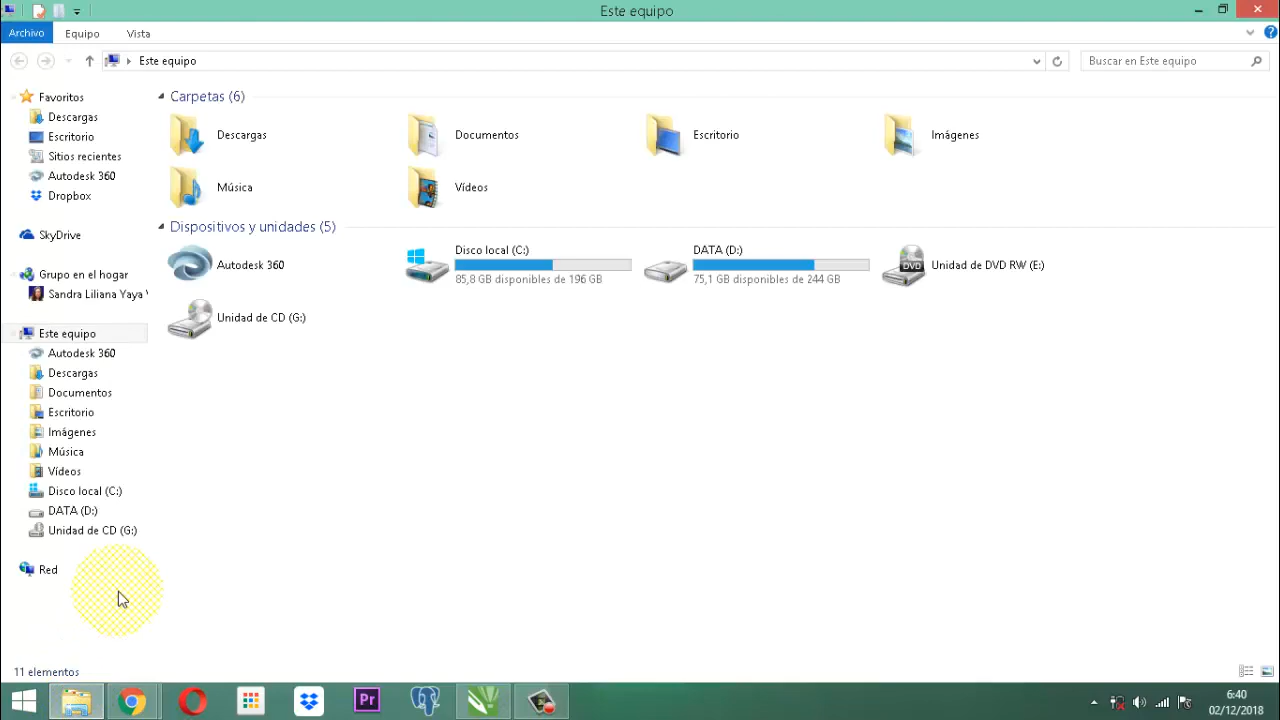 Este equipo
Archivo
Equipo
Vista
Este equipo
Buscar en Este equipo
Favoritos
Descargas
Escritorio
Sitios recientes
Autodesk 360
Dropbox
SkyDrive
Grupo en el hogar
Sandra Liliana Yaya
Este equipo
Autodesk 360
Descargas
Documentos
Escritorio
Imágenes
Música
Vídeos
Disco local (C:)
DATA (D:)
Unidad de CD (G:)
Red
Carpetas (6)
Descargas
Documentos
Escritorio
Imágenes
Música
Vídeos
Dispositivos y unidades (5)
Autodesk 360
Disco local (C:)
85,8 GB disponibles de 196 GB
DATA (D:)
75,1 GB disponibles de 244 GB
DVD
Unidad de DVD RW (E:)
Unidad de CD (G:)
11 elementos
Pr
6:40
02/12/2018